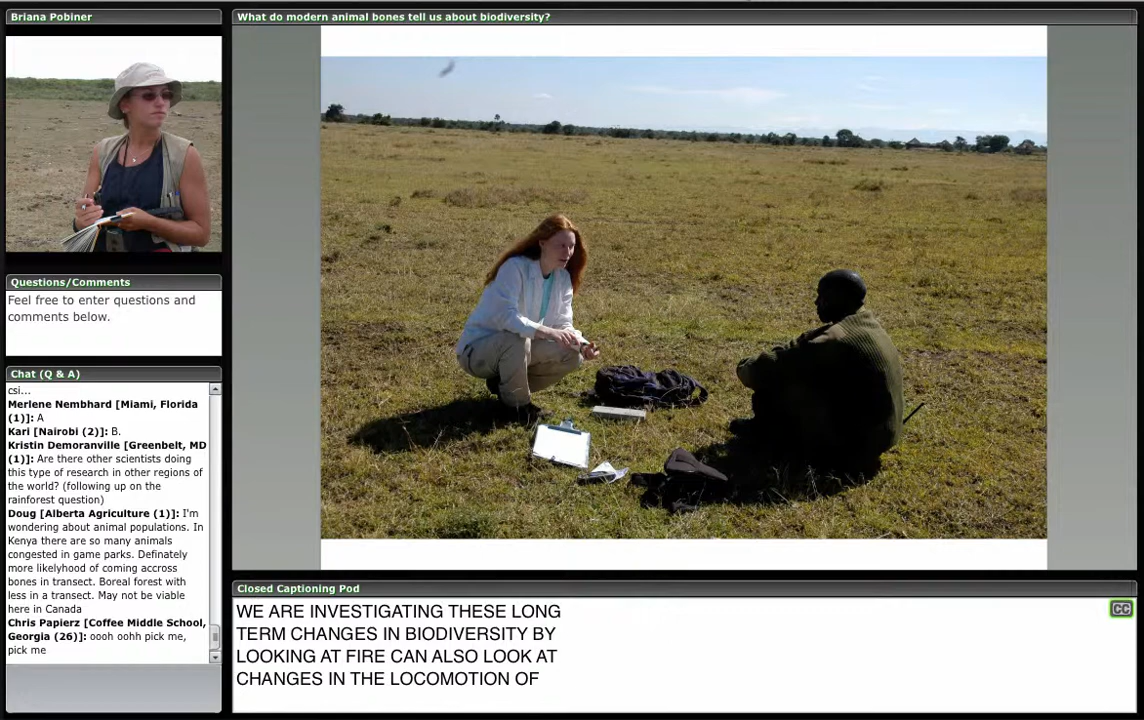 Briana Pobiner
What do modern animal bones tell us about biodiversity?
Questions/Comments
Feel free to enter questions and
comments below.
Chat (Q & A)
csi...
Merlene Nembhard [Miami, Florida
(1)]: A
Kari [Nairobi (2)]: B.
Kristin Demoranville [Greenbelt, MD
(1)]: Are there other scientists doing
this type of research in other regions of
the world? (following up on the
rainforest question)
Doug [Alberta Agriculture (1)]: I'm
wondering about animal populations. In
Kenya there are so many animals
congested in game parks. Definately
more likelyhood of coming accross
bones in transect. Boreal forest with
less in a transect. May not be viable
here in Canada
Chris Papierz [Coffee Middle School,
Georgia (26)]: oooh oohh pick me,
pick me
Closed Captioning Pod
WE ARE INVESTIGATING THESE LONG
TERM CHANGES IN BIODIVERSITY BY
LOOKING AT FIRE CAN ALSO LOOK AT
CHANGES IN THE LOCOMOTION OF
CC